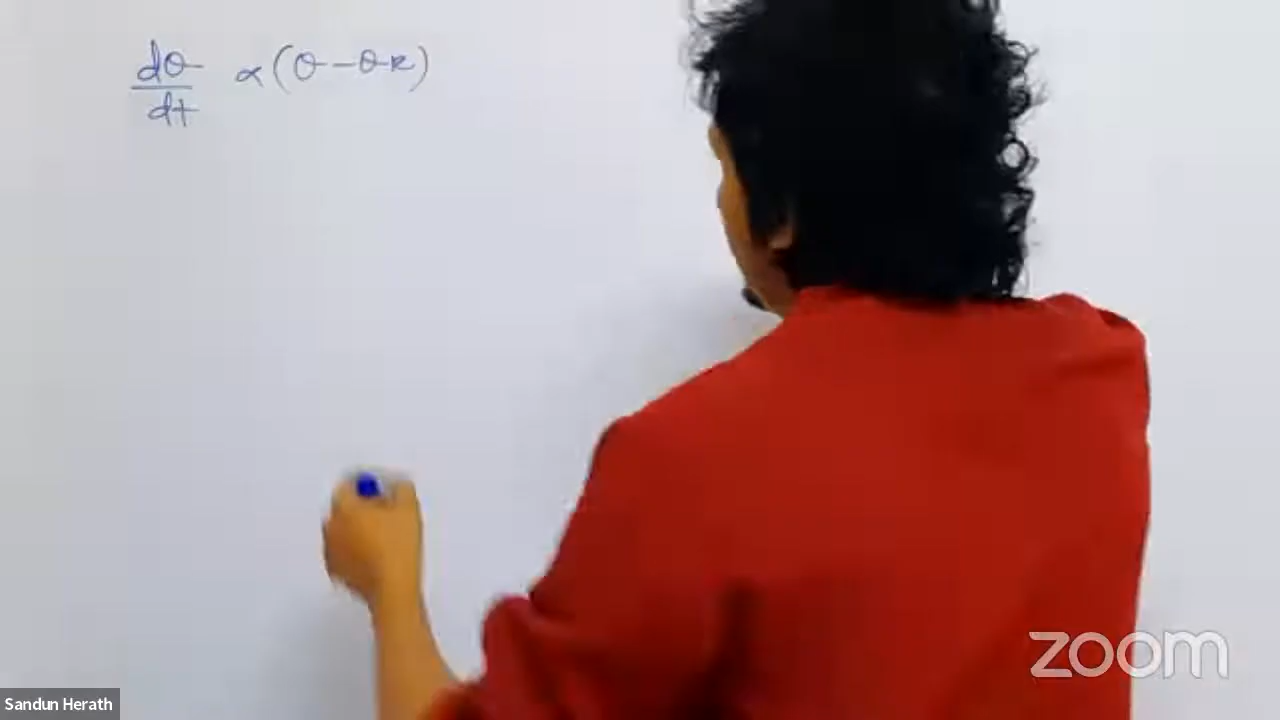 dθ/dt ∝ (θ - θR)
Sandun Herath
zoom